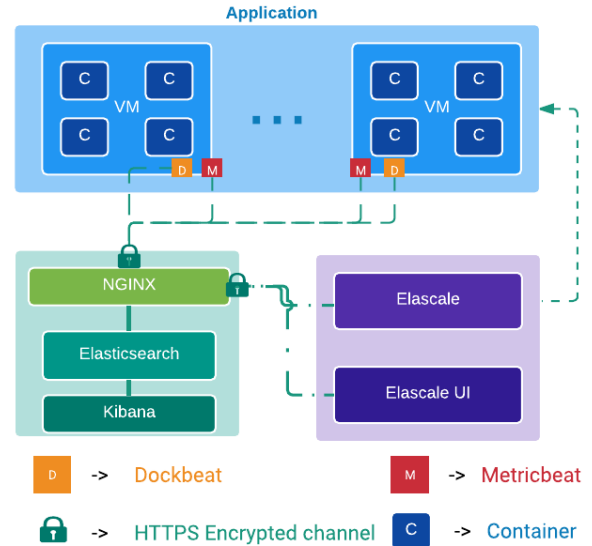 Application
C C C C
VM VM
C C C C
D M M D
NGINX
Elasticsearch
Kibana
Elascale
Elascale UI
D -> Dockbeat M -> Metricbeat
-> HTTPS Encrypted channel C -> Container